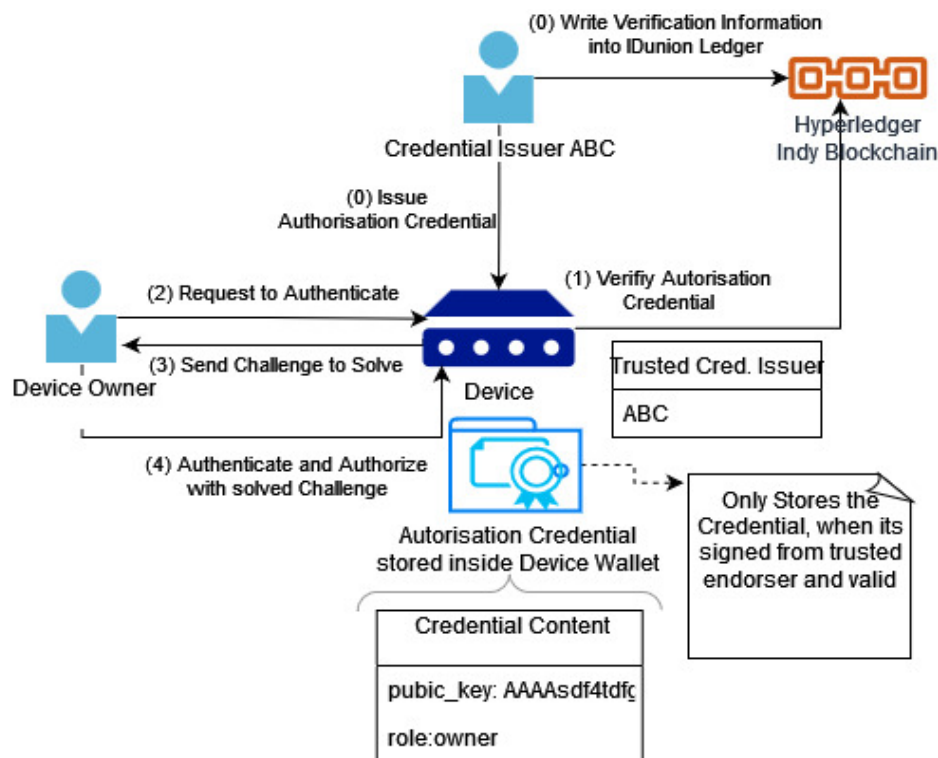 (0) Write Verification Information
into IDunion Ledger
Hyperledger
Indy Blockchain
Credential Issuer ABC
(0) Issue
Authorisation Credential
(1) Verifiy Autorisation
Credential
(2) Request to Authenticate
(3) Send Challenge to Solve
Device Owner
Device
Trusted Cred. Issuer
ABC
(4) Authenticate and Authorize
with solved Challenge
Only Stores the
Credential, when its
signed from trusted
endorser and valid
Autorisation Credential
stored inside Device Wallet
Credential Content
pubic_key: AAAAsdf4tdfg
role:owner